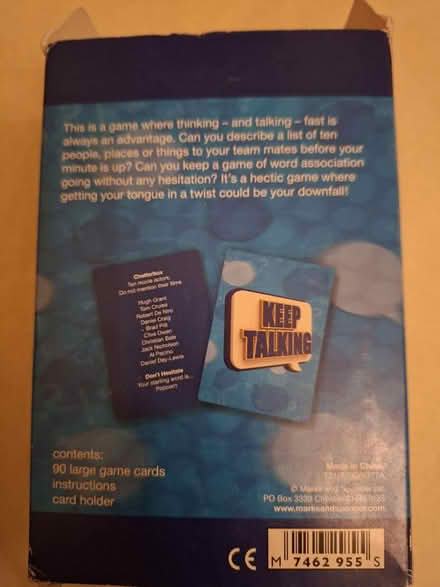 This is a game where thinking – and talking – fast is
always an advantage. Can you describe a list of ten
people, places or things to your team mates before your
minute is up? Can you keep a game of word association
going without any hesitation? It's a hectic game where
getting your tongue in a twist could be your downfall!
Chatterbox
Ten movie actors:
Do not mention their films
Hugh Grant
Tom Cruise
Robert De Niro
Daniel Craig
Brad Pitt
Clive Owen
Christian Bale
Jack Nicholson
Al Pacino
Daniel Day-Lewis
Don't Hesitate
Your starting word is...
Popcorn
KEEP
TALKING
contents:
90 large game cards
instructions
card holder
Made in China
© Marks and Spencer plc
PO Box 3339 Chester
www.marksandspencer.com
CE
M 7462 955 S